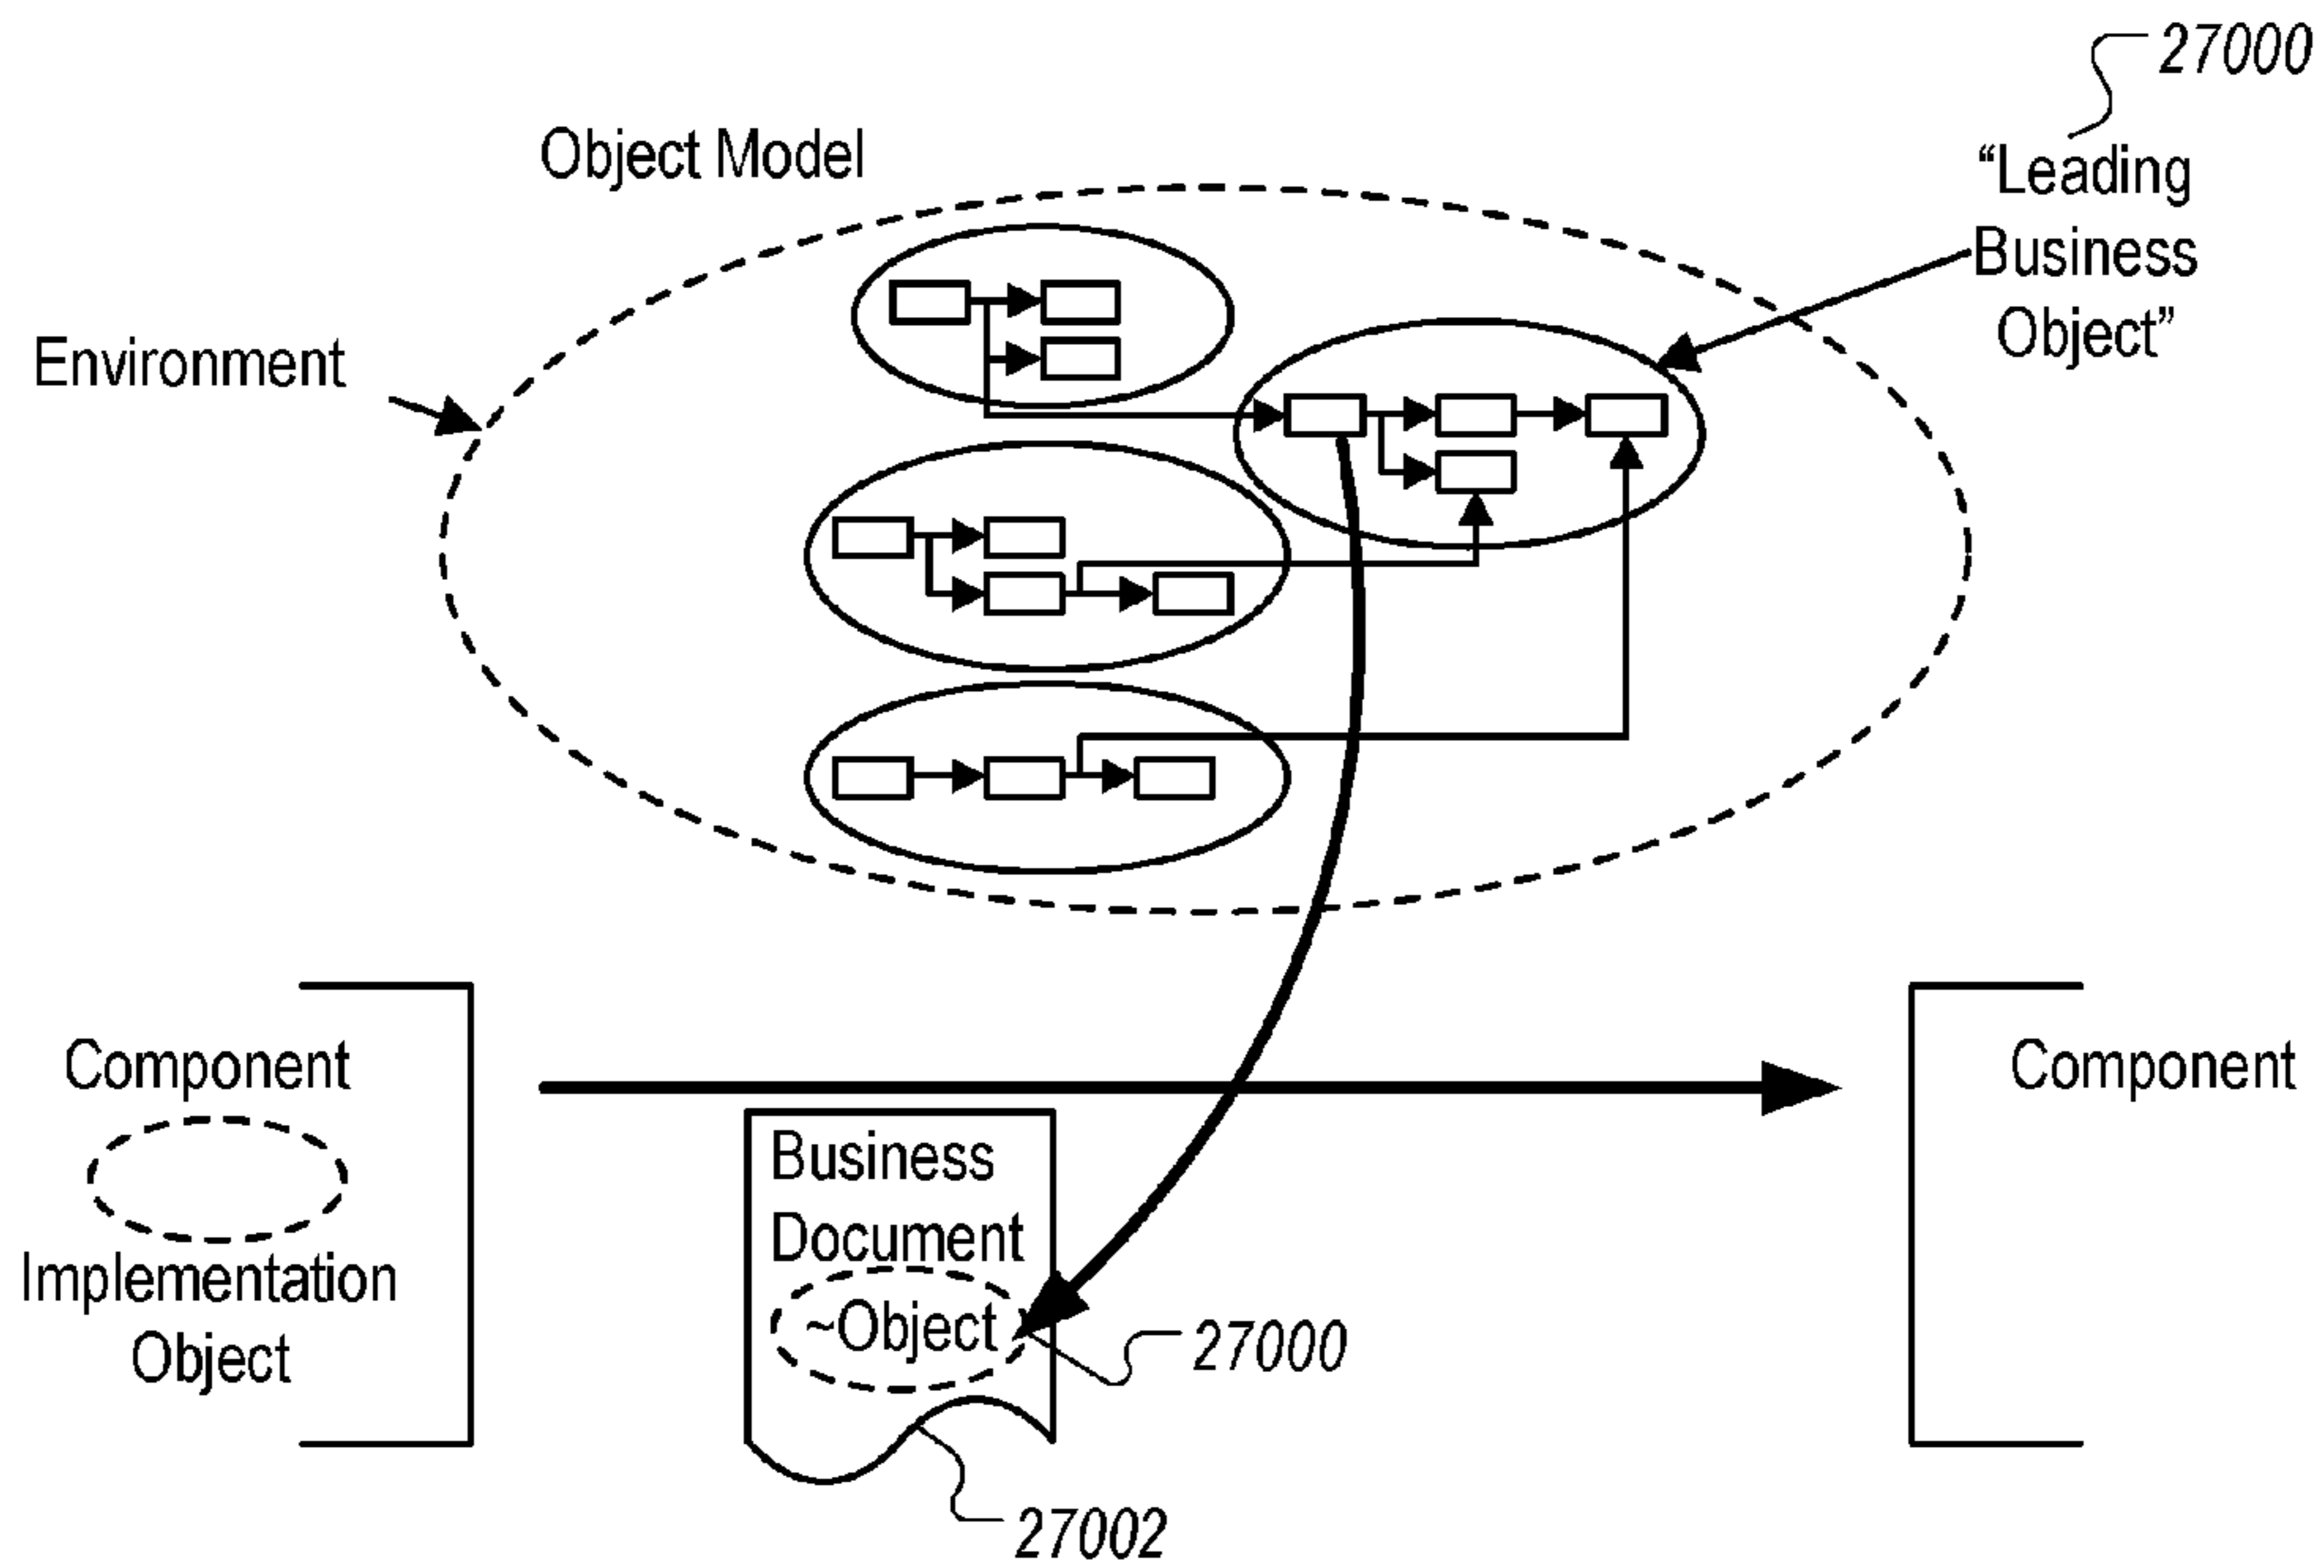 27000
Object Model
“Leading
Business
Object”
Environment
Component
Implementation
Object
Business
Document
~Object
27000
27002
Component